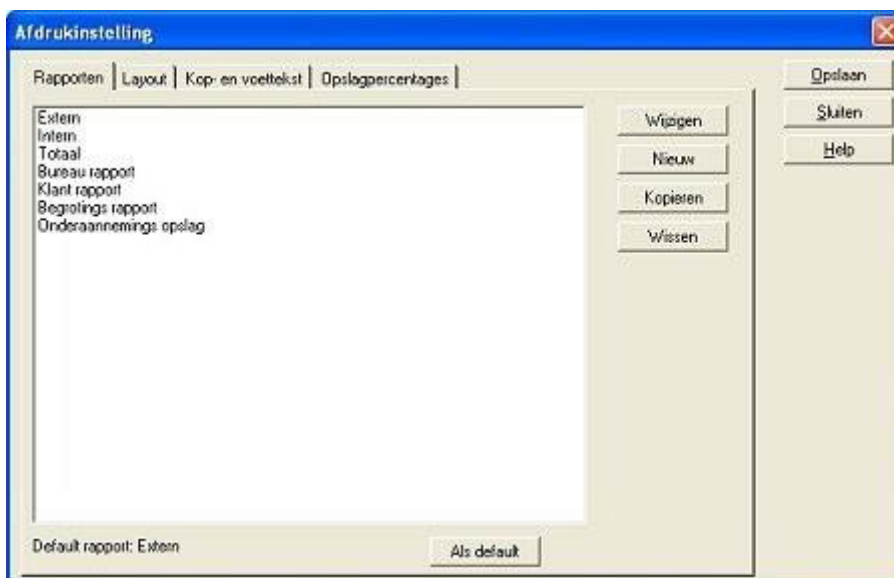 Afdrukinstelling
Rapporten Layout Kop- en voettekst Opslagpercentages
Opslaan
Sluiten
Help
Extern
Intern
Totaal
Bureau rapport
Klant rapport
Begrotings rapport
Onderaannemings opslag
Wijzigen
Nieuw
Kopieren
Wissen
Default rapport: Extern
Als default